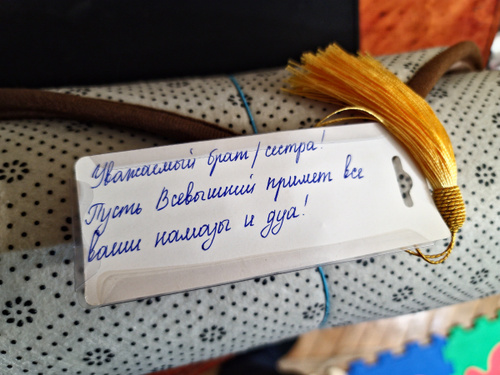 Уважаемый брат/сестра!
Пусть Всевышний примет все
ваши намазы и дуа!